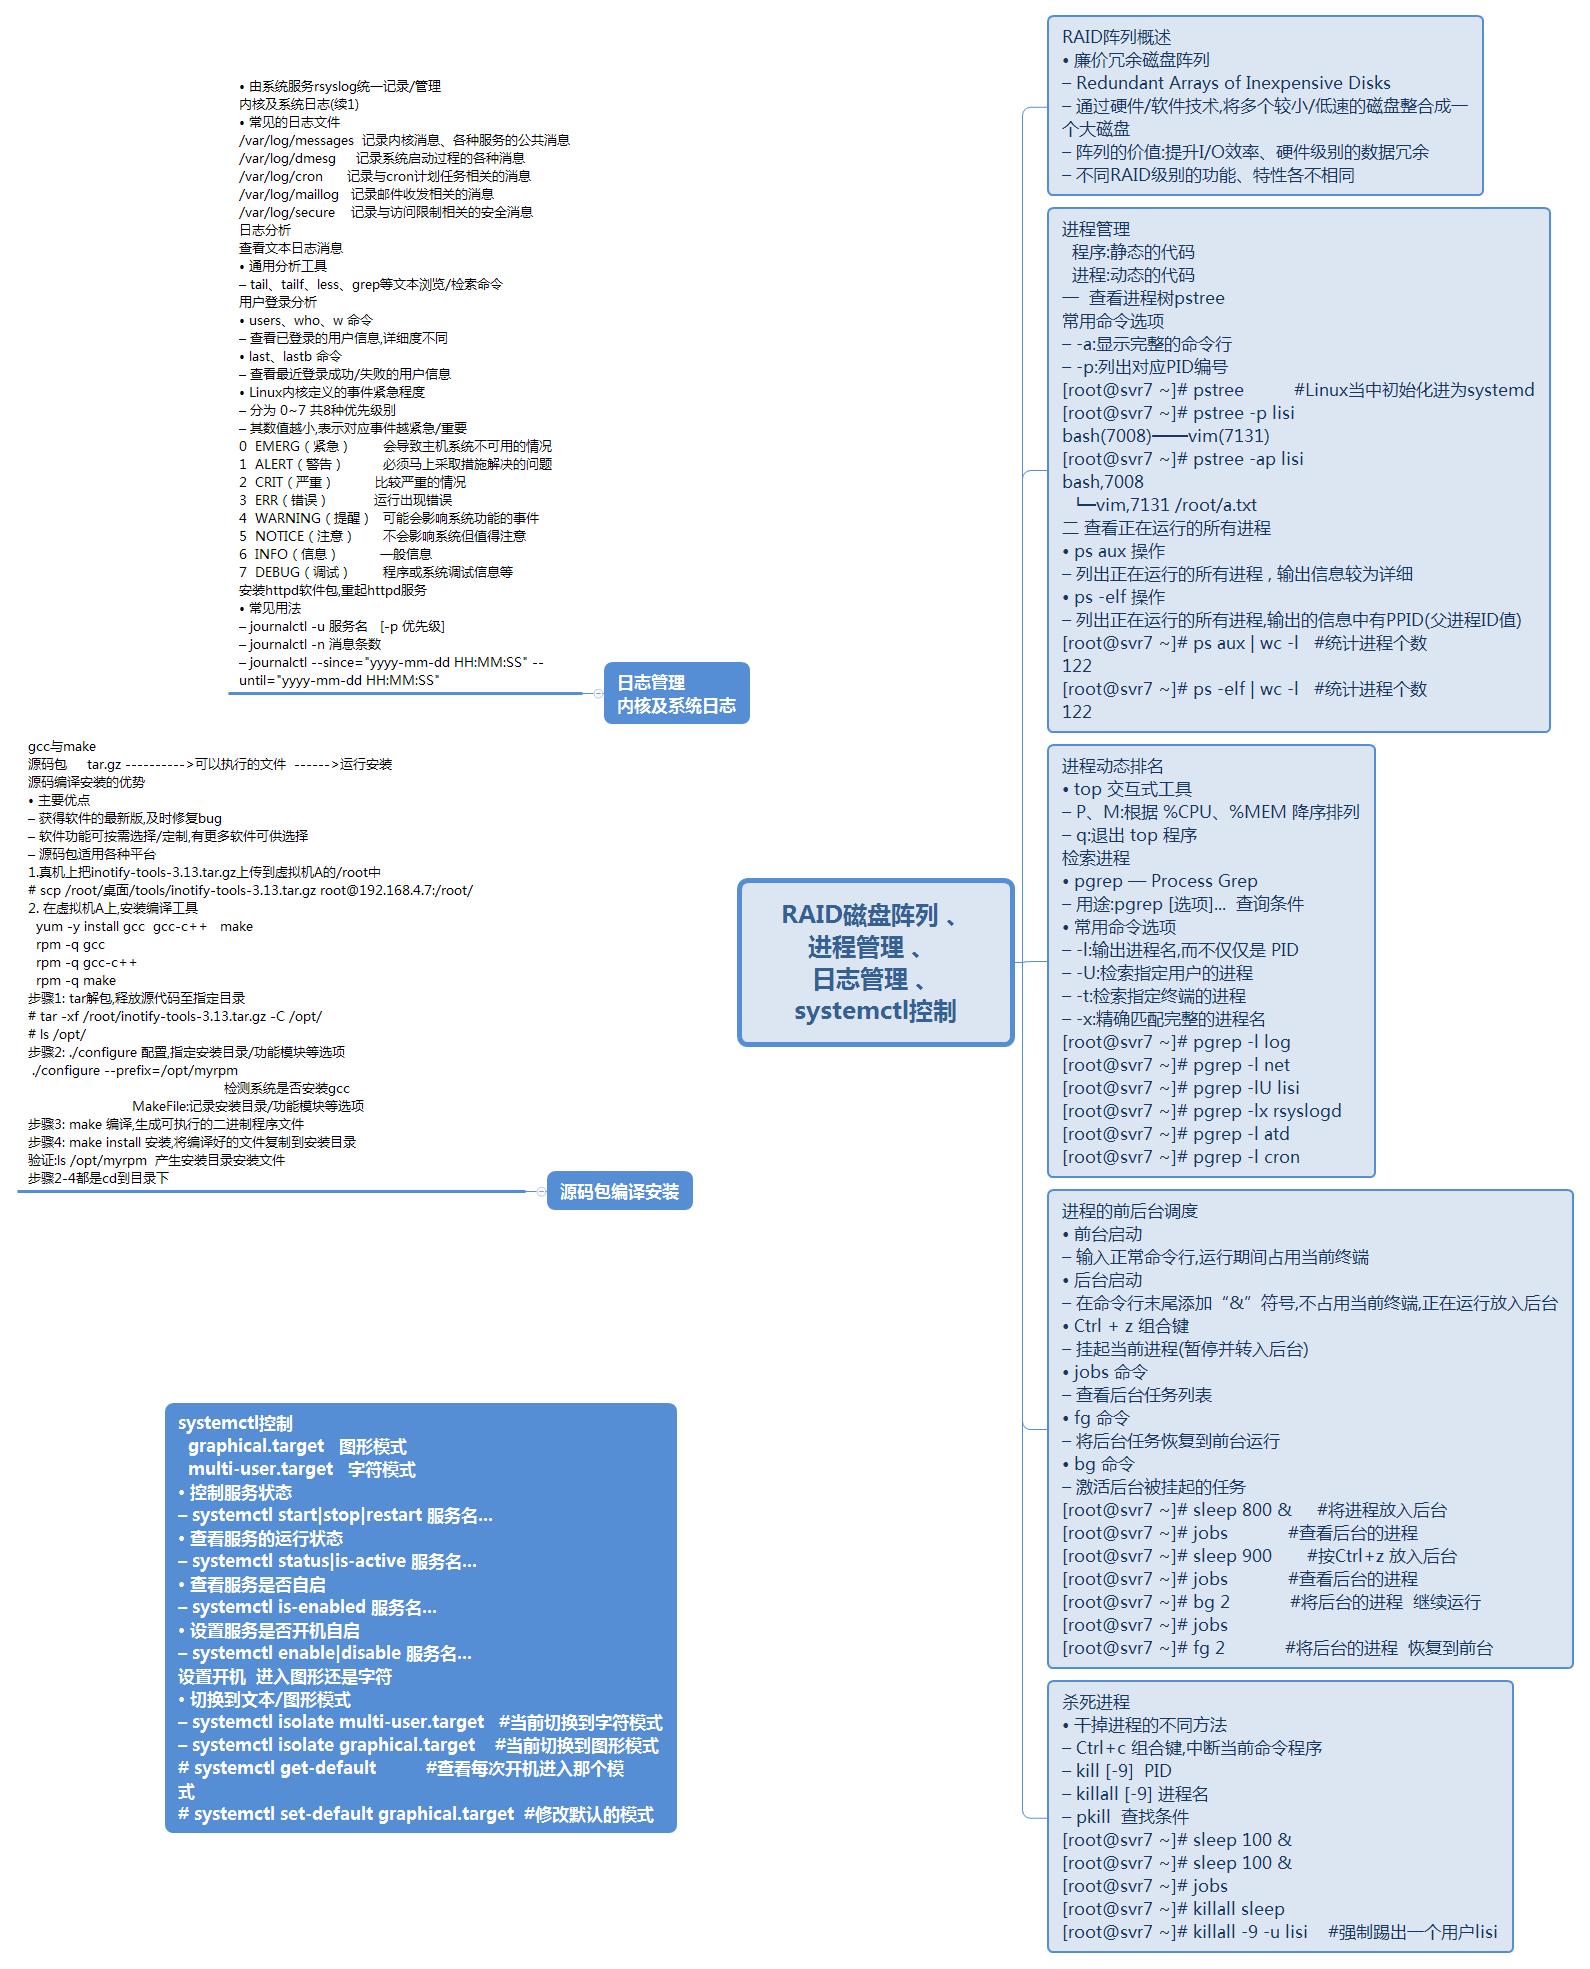 • 由系统服务rsyslog统一记录/管理
内核及系统日志(续1)
• 常见的日志文件
/var/log/messages  记录内核消息、各种服务的公共消息
/var/log/dmesg     记录系统启动过程的各种消息
/var/log/cron      记录与cron计划任务相关的消息
/var/log/maillog   记录邮件收发相关的消息
/var/log/secure    记录与访问限制相关的安全消息
日志分析
查看文本日志消息
• 通用分析工具
– tail、tailf、less、grep等文本浏览/检索命令
用户登录分析
• users、who、w 命令
– 查看已登录的用户信息,详细度不同
• last、lastb 命令
– 查看最近登录成功/失败的用户信息
• Linux内核定义的事件紧急程度
– 分为 0~7 共8种优先级别
– 其数值越小,表示对应事件越紧急/重要
0  EMERG（紧急）        会导致主机系统不可用的情况
1  ALERT（警告）         必须马上采取措施解决的问题
2  CRIT（严重）          比较严重的情况
3  ERR（错误）           运行出现错误
4  WARNING（提醒）   可能会影响系统功能的事件
5  NOTICE（注意）       不会影响系统但值得注意
6  INFO（信息）          一般信息
7  DEBUG（调试）        程序或系统调试信息等
安装httpd软件包,重起httpd服务
• 常见用法
– journalctl -u 服务名   [-p 优先级]
– journalctl -n 消息条数
– journalctl --since="yyyy-mm-dd HH:MM:SS" --
until="yyyy-mm-dd HH:MM:SS"
日志管理
内核及系统日志
gcc与make
源码包     tar.gz ---------->可以执行的文件  ------>运行安装
源码编译安装的优势
• 主要优点
– 获得软件的最新版,及时修复bug
– 软件功能可按需选择/定制,有更多软件可供选择
– 源码包适用各种平台
1.真机上把inotify-tools-3.13.tar.gz上传到虚拟机A的/root中
# scp /root/桌面/tools/inotify-tools-3.13.tar.gz root@192.168.4.7:/root/
2. 在虚拟机A上,安装编译工具
yum -y install gcc  gcc-c++   make
rpm -q gcc
rpm -q gcc-c++
rpm -q make
步骤1: tar解包,释放源代码至指定目录
# tar -xf /root/inotify-tools-3.13.tar.gz -C /opt/
# ls /opt/
步骤2: ./configure 配置,指定安装目录/功能模块等选项
./configure --prefix=/opt/myrpm
检测系统是否安装gcc
MakeFile:记录安装目录/功能模块等选项
步骤3: make 编译,生成可执行的二进制程序文件
步骤4: make install 安装,将编译好的文件复制到安装目录
验证:ls /opt/myrpm  产生安装目录安装文件
步骤2-4都是cd到目录下
源码包编译安装
systemctl控制
graphical.target   图形模式
multi-user.target   字符模式
• 控制服务状态
– systemctl start|stop|restart 服务名...
• 查看服务的运行状态
– systemctl status|is-active 服务名...
• 查看服务是否自启
– systemctl is-enabled 服务名...
• 设置服务是否开机自启
– systemctl enable|disable 服务名...
设置开机  进入图形还是字符
• 切换到文本/图形模式
– systemctl isolate multi-user.target   #当前切换到字符模式
– systemctl isolate graphical.target    #当前切换到图形模式
# systemctl get-default          #查看每次开机进入那个模
式
# systemctl set-default graphical.target  #修改默认的模式
RAID磁盘阵列 、
进程管理 、
日志管理 、
systemctl控制
RAID阵列概述
• 廉价冗余磁盘阵列
– Redundant Arrays of Inexpensive Disks
– 通过硬件/软件技术,将多个较小/低速的磁盘整合成一
个大磁盘
– 阵列的价值:提升I/O效率、硬件级别的数据冗余
– 不同RAID级别的功能、特性各不相同
进程管理
程序:静态的代码
进程:动态的代码
一  查看进程树pstree
常用命令选项
– -a:显示完整的命令行
– -p:列出对应PID编号
[root@svr7 ~]# pstree          #Linux当中初始化进为systemd
[root@svr7 ~]# pstree -p lisi
bash(7008)───vim(7131)
[root@svr7 ~]# pstree -ap lisi
bash,7008
└─vim,7131 /root/a.txt
二 查看正在运行的所有进程
• ps aux 操作
– 列出正在运行的所有进程 , 输出信息较为详细
• ps -elf 操作
– 列出正在运行的所有进程,输出的信息中有PPID(父进程ID值)
[root@svr7 ~]# ps aux | wc -l   #统计进程个数
122
[root@svr7 ~]# ps -elf | wc -l   #统计进程个数
122
进程动态排名
• top 交互式工具
– P、M:根据 %CPU、%MEM 降序排列
– q:退出 top 程序
检索进程
• pgrep — Process Grep
– 用途:pgrep [选项]...  查询条件
• 常用命令选项
– -l:输出进程名,而不仅仅是 PID
– -U:检索指定用户的进程
– -t:检索指定终端的进程
– -x:精确匹配完整的进程名
[root@svr7 ~]# pgrep -l log
[root@svr7 ~]# pgrep -l net
[root@svr7 ~]# pgrep -lU lisi
[root@svr7 ~]# pgrep -lx rsyslogd
[root@svr7 ~]# pgrep -l atd
[root@svr7 ~]# pgrep -l cron
进程的前后台调度
• 前台启动
– 输入正常命令行,运行期间占用当前终端
• 后台启动
– 在命令行末尾添加“&”符号,不占用当前终端,正在运行放入后台
• Ctrl + z 组合键
– 挂起当前进程(暂停并转入后台)
• jobs 命令
– 查看后台任务列表
• fg 命令
– 将后台任务恢复到前台运行
• bg 命令
– 激活后台被挂起的任务
[root@svr7 ~]# sleep 800 &     #将进程放入后台
[root@svr7 ~]# jobs            #查看后台的进程
[root@svr7 ~]# sleep 900       #按Ctrl+z 放入后台
[root@svr7 ~]# jobs            #查看后台的进程
[root@svr7 ~]# bg 2            #将后台的进程  继续运行
[root@svr7 ~]# jobs
[root@svr7 ~]# fg 2            #将后台的进程  恢复到前台
杀死进程
• 干掉进程的不同方法
– Ctrl+c 组合键,中断当前命令程序
– kill [-9]  PID
– killall [-9] 进程名
– pkill  查找条件
[root@svr7 ~]# sleep 100 &
[root@svr7 ~]# sleep 100 &
[root@svr7 ~]# jobs
[root@svr7 ~]# killall sleep
[root@svr7 ~]# killall -9 -u lisi    #强制踢出一个用户lisi